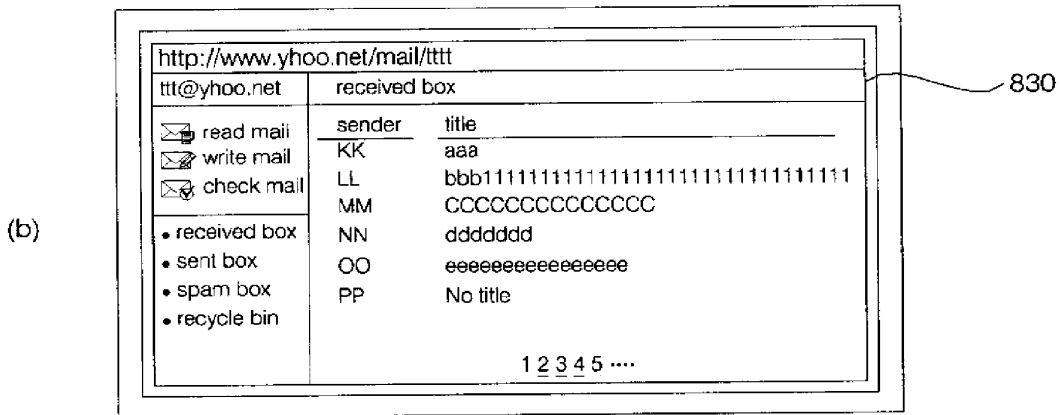 http://www.yhoo.net/mail/tttt
830
ttt@yhoo.net
received box
read mail
write mail
check mail
• received box
• sent box
• spam box
• recycle bin
sender title
KK aaa
LL bbb1111111111111111111111111111111
MM CCCCCCCCCCCCCC
NN ddddddd
OO eeeeeeeeeeeeeeee
PP No title
1 2 3 4 5 ····
(b)